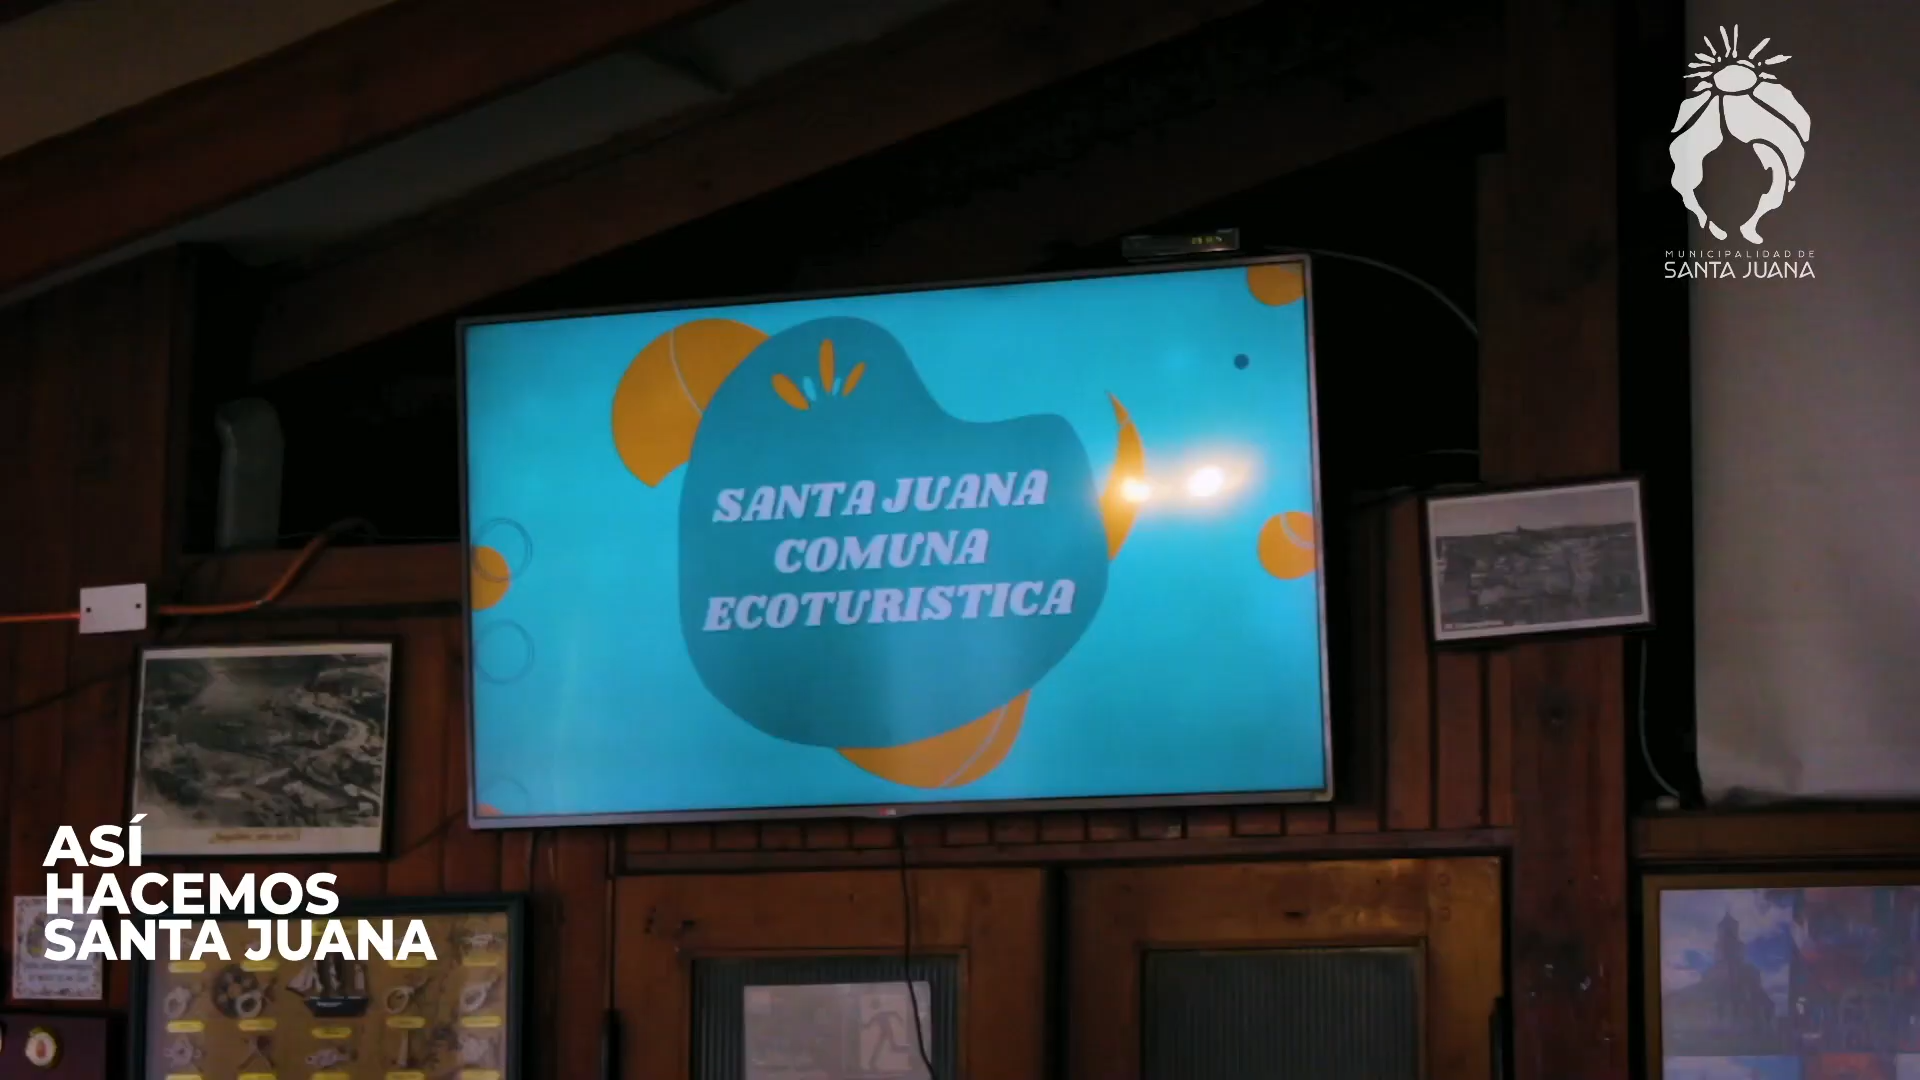 MUNICIPALIDAD DE
SANTA JUANA
SANTA JUANA
COMUNA
ECOTURISTICA
ASÍ
HACEMOS
SANTA JUANA